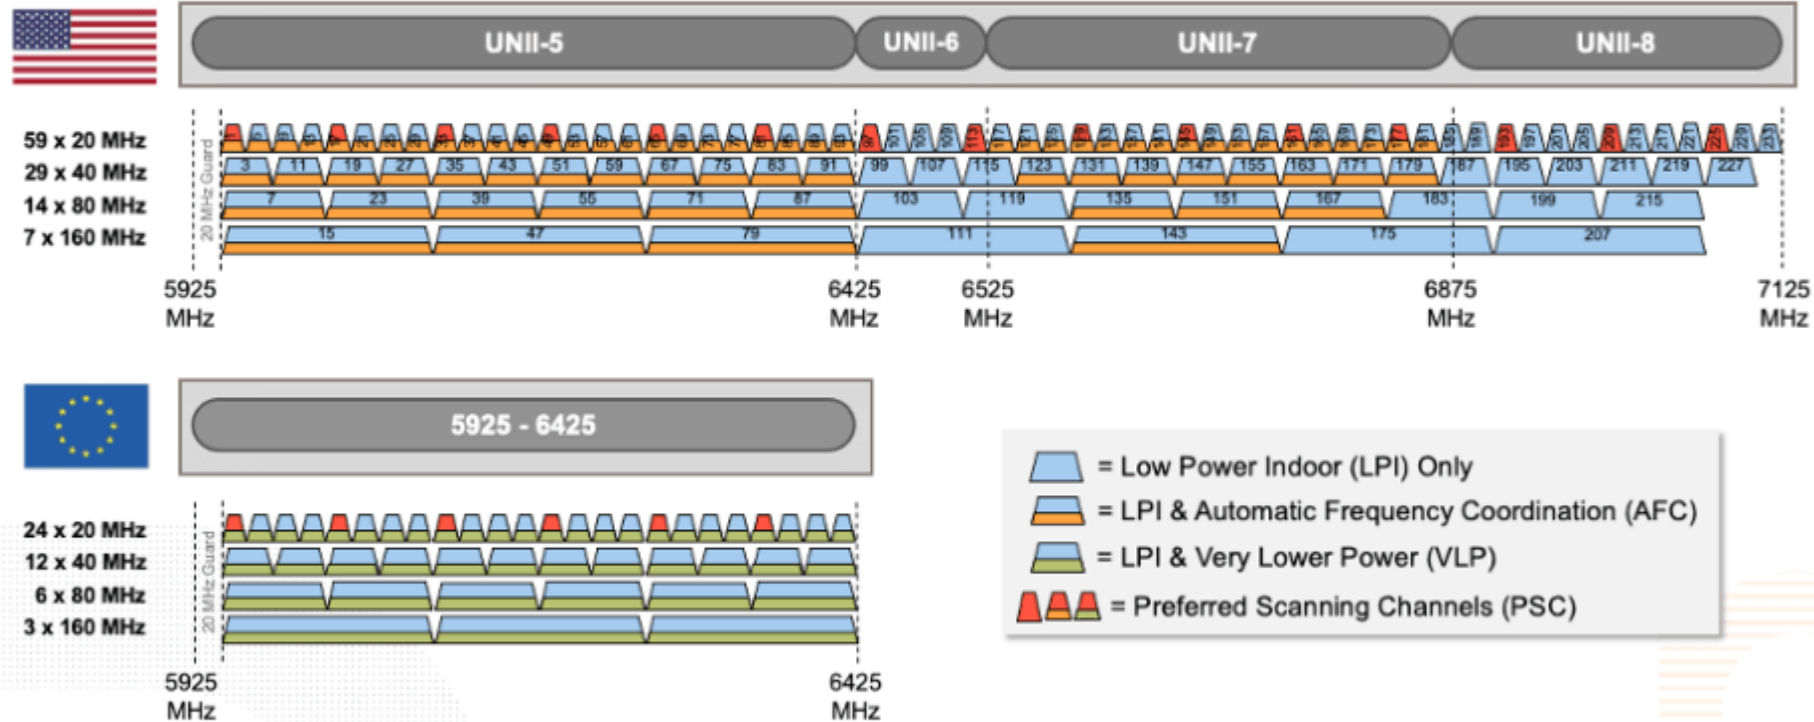 UNII-5 UNII-6 UNII-7 UNII-8
59 x 20 MHz
29 x 40 MHz 3 11 19 27 35 43 51 59 67 75 83 91 99 107 115 123 131 139 147 155 163 171 179 187 195 203 211 219 227
14 x 80 MHz 7 23 39 55 71 87 103 119 135 151 167 183 199 215
7 x 160 MHz 15 47 79 111 143 175 207
20 MHz Guard
5925 6425 6525 6875 7125
MHz MHz MHz MHz MHz
5925 - 6425
24 x 20 MHz
12 x 40 MHz
6 x 80 MHz
3 x 160 MHz
20 MHz Guard
5925 6425
MHz MHz
= Low Power Indoor (LPI) Only
= LPI & Automatic Frequency Coordination (AFC)
= LPI & Very Lower Power (VLP)
= Preferred Scanning Channels (PSC)